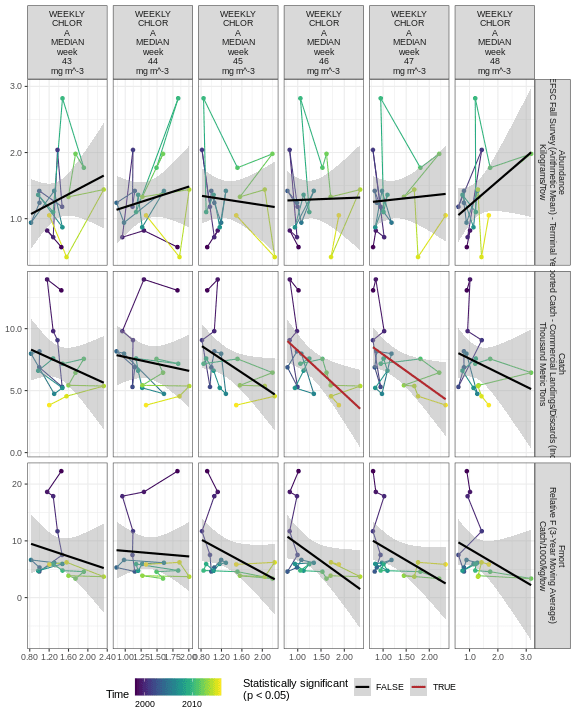 WEEKLY CHLOR A MEDIAN week 43 mg m^-3
WEEKLY CHLOR A MEDIAN week 44 mg m^-3
WEEKLY CHLOR A MEDIAN week 45 mg m^-3
WEEKLY CHLOR A MEDIAN week 46 mg m^-3
WEEKLY CHLOR A MEDIAN week 47 mg m^-3
WEEKLY CHLOR A MEDIAN week 48 mg m^-3
3.0
2.0
1.0
Abundance
EFSC Fall Survey (Arithmetic Mean) - Terminal Ye
Kilograms/Tow
10.0
5.0
0.0
Catch
ported Catch - Commercial Landings/Discards (Inc
Thousand Metric Tons
20
10
0
Fmort
Relative F (3-Year Moving Average)
Catch/1000/kg/tow
0.80 1.20 1.60 2.00 2.40
1.00 1.25 1.50 1.75 2.00
0.80 1.20 1.60 2.00
1.00 1.50 2.00
1.00 1.50 2.00
1.0 2.0 3.0
Time
2000 2010
Statistically significant
(p < 0.05)
FALSE TRUE